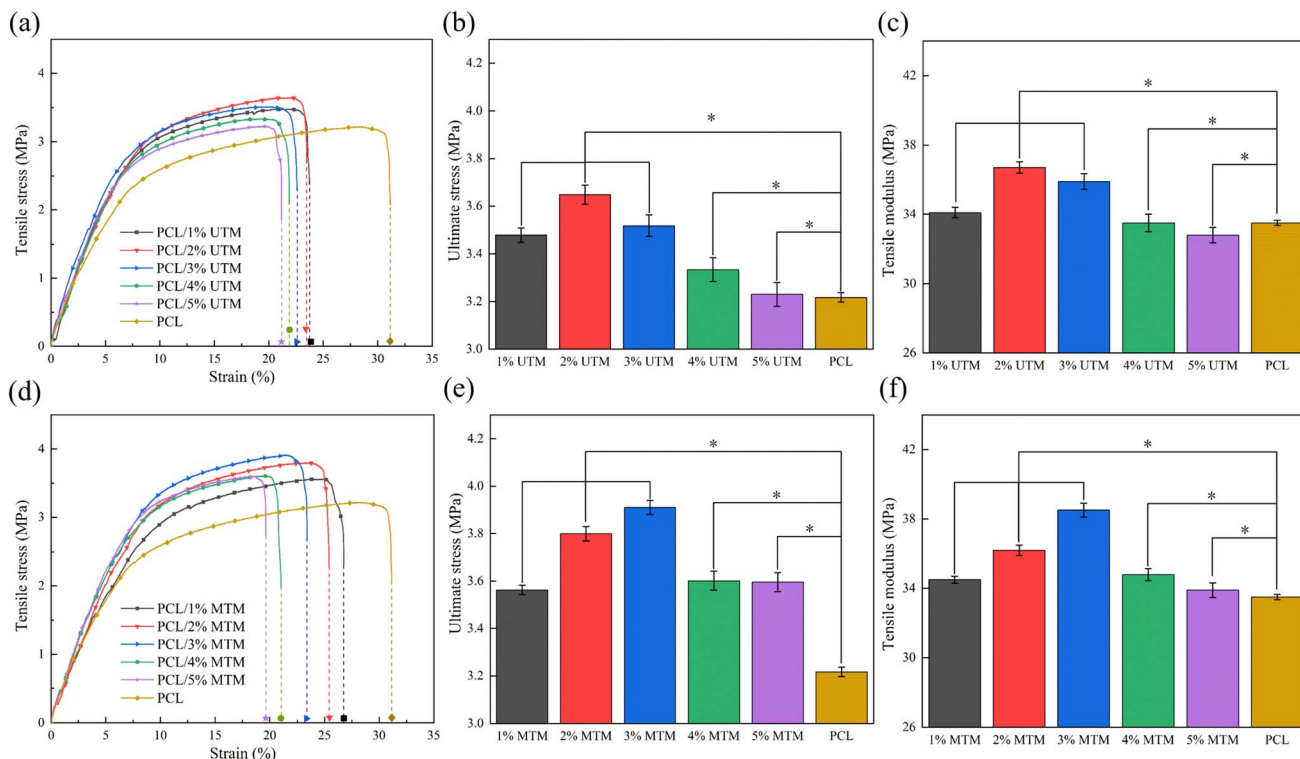 (a)
Tensile stress (MPa)
4
3
2
1
0
PCL/1% UTM
PCL/2% UTM
PCL/3% UTM
PCL/4% UTM
PCL/5% UTM
PCL
0 5 10 15 20 25 30 35
Strain (%)
(b)
Ultimate stress (MPa)
4.2
4.0
3.8
3.6
3.4
3.2
3.0
*
*
*
1% UTM 2% UTM 3% UTM 4% UTM 5% UTM PCL
(c)
Tensile modulus (MPa)
42
38
34
30
26
*
*
*
1% UTM 2% UTM 3% UTM 4% UTM 5% UTM PCL
(d)
Tensile stress (MPa)
4
3
2
1
0
PCL/1% MTM
PCL/2% MTM
PCL/3% MTM
PCL/4% MTM
PCL/5% MTM
PCL
0 5 10 15 20 25 30 35
Strain (%)
(e)
Ultimate stress (MPa)
4.2
4.0
3.8
3.6
3.4
3.2
3.0
*
*
*
1% MTM 2% MTM 3% MTM 4% MTM 5% MTM PCL
(f)
Tensile modulus (MPa)
42
38
34
30
26
*
*
*
1% MTM 2% MTM 3% MTM 4% MTM 5% MTM PCL